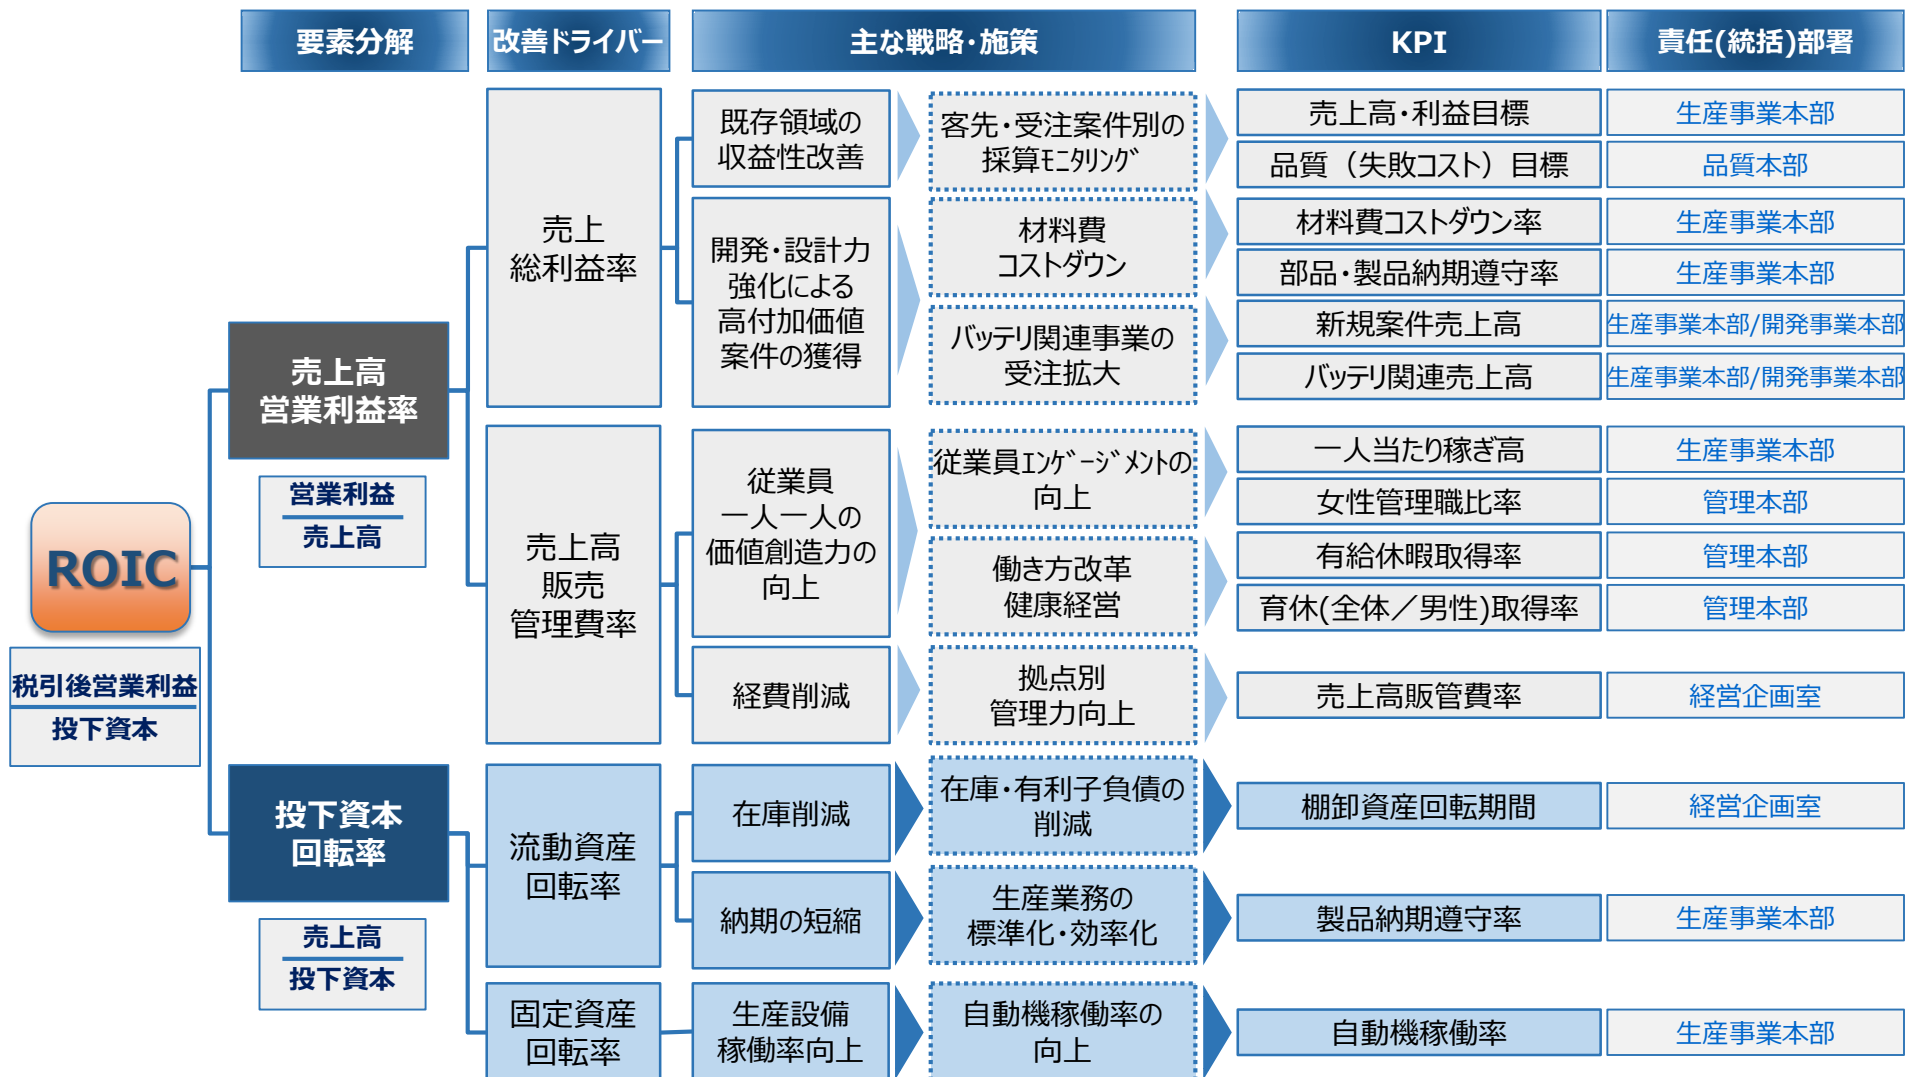 要素分解
改善ドライバー
主な戦略・施策
KPI
責任(統括)部署
ROIC
税引後営業利益
投下資本
売上高
営業利益率
営業利益
売上高
売上
総利益率
既存領域の
収益性改善
客先・受注案件別の
採算ﾓﾆﾀﾘﾝｸﾞ
売上高・利益目標
生産事業本部
品質（失敗コスト）目標
品質本部
開発・設計力
強化による
高付加価値
案件の獲得
材料費
コストダウン
材料費コストダウン率
生産事業本部
部品・製品納期遵守率
生産事業本部
バッテリ関連事業の
受注拡大
新規案件売上高
生産事業本部/開発事業本部
バッテリ関連売上高
生産事業本部/開発事業本部
売上高
販売
管理費率
従業員
一人一人の
価値創造力の
向上
従業員ｴﾝｹﾞｰｼﾞﾒﾝﾄの
向上
一人当たり稼ぎ高
生産事業本部
女性管理職比率
管理本部
働き方改革
健康経営
有給休暇取得率
管理本部
育休(全体／男性)取得率
管理本部
経費削減
拠点別
管理力向上
売上高販管費率
経営企画室
投下資本
回転率
売上高
投下資本
流動資産
回転率
在庫削減
在庫・有利子負債の
削減
棚卸資産回転期間
経営企画室
納期の短縮
生産業務の
標準化・効率化
製品納期遵守率
生産事業本部
固定資産
回転率
生産設備
稼働率向上
自動機稼働率の
向上
自動機稼働率
生産事業本部